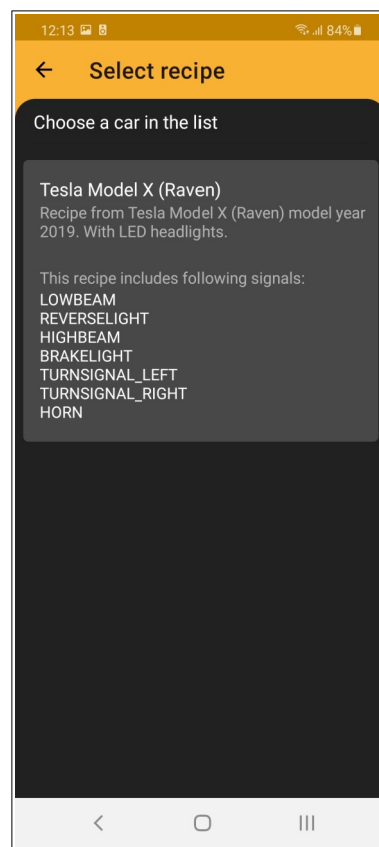 12:13 84%
Select recipe
Choose a car in the list
Tesla Model X (Raven)
Recipe from Tesla Model X (Raven) model year
2019. With LED headlights.
This recipe includes following signals:
LOWBEAM
REVERSELIGHT
HIGHBEAM
BRAKELIGHT
TURNSIGNAL_LEFT
TURNSIGNAL_RIGHT
HORN